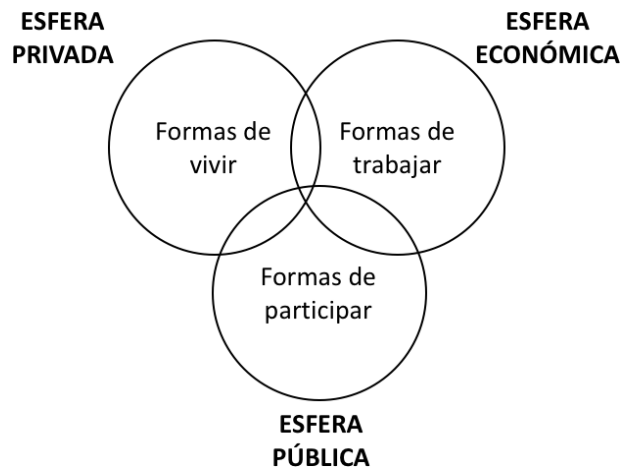 ESFERA
PRIVADA
ESFERA
ECONÓMICA
Formas de
vivir
Formas de
trabajar
Formas de
participar
ESFERA
PÚBLICA